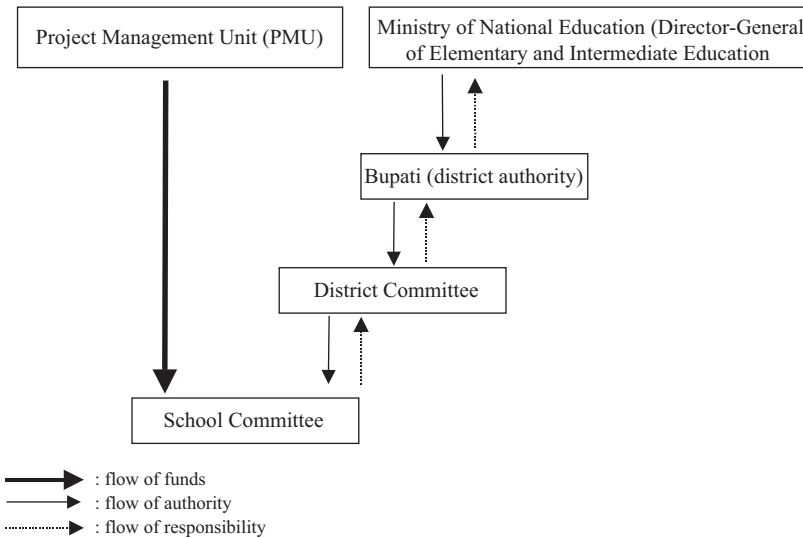 Project Management Unit (PMU)
Ministry of National Education (Director-General
of Elementary and Intermediate Education
Bupati (district authority)
District Committee
School Committee
: flow of funds
: flow of authority
: flow of responsibility